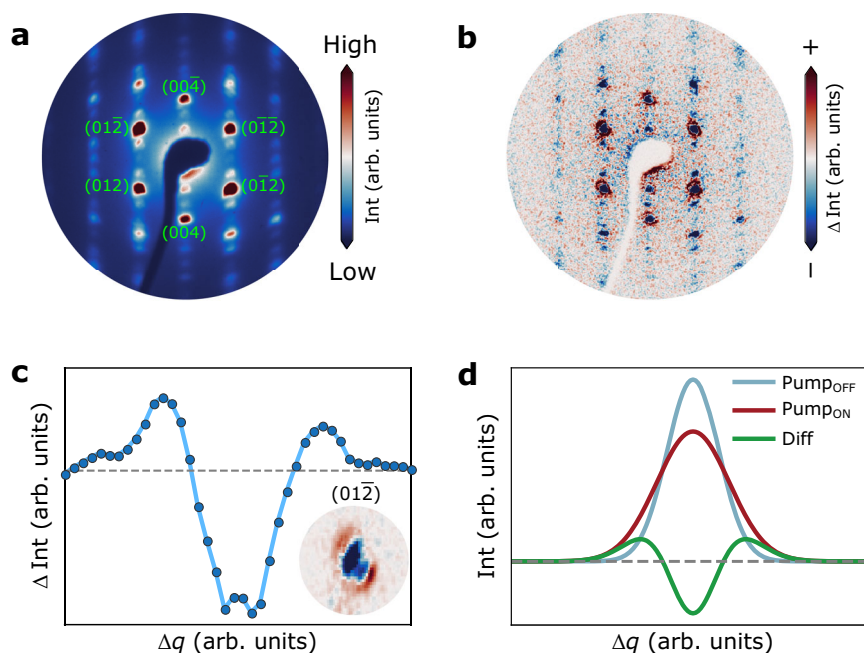 a
High
(004̅)
(012̅)
(01̅2̅)
(012)
(01̅2)
(004)
Int (arb. units)
Low
b
+
Δ Int (arb. units)
−
c
Δ Int (arb. units)
(012̅)
Δq (arb. units)
d
PumpOFF
PumpON
Diff
Int (arb. units)
Δq (arb. units)